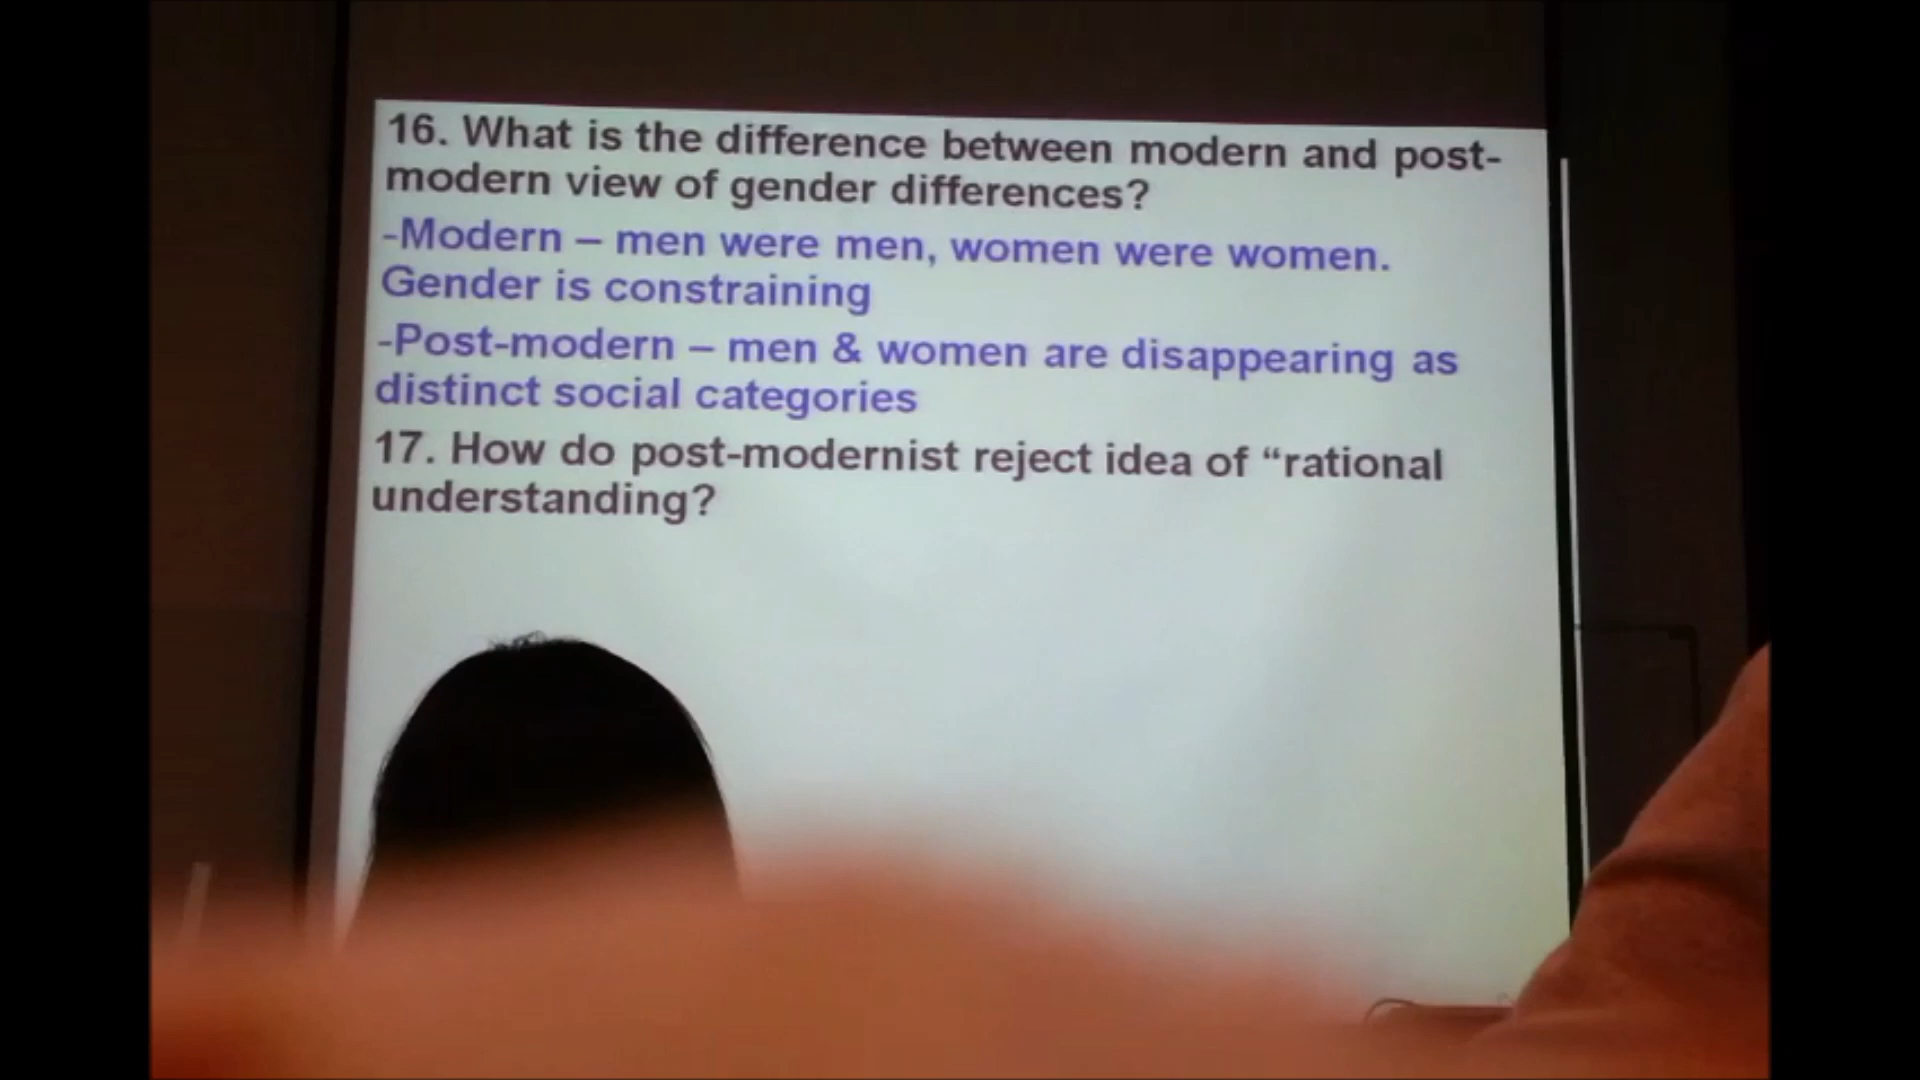 16. What is the difference between modern and post-
modern view of gender differences?
-Modern – men were men, women were women.
Gender is constraining
-Post-modern – men & women are disappearing as
distinct social categories
17. How do post-modernist reject idea of “rational
understanding?